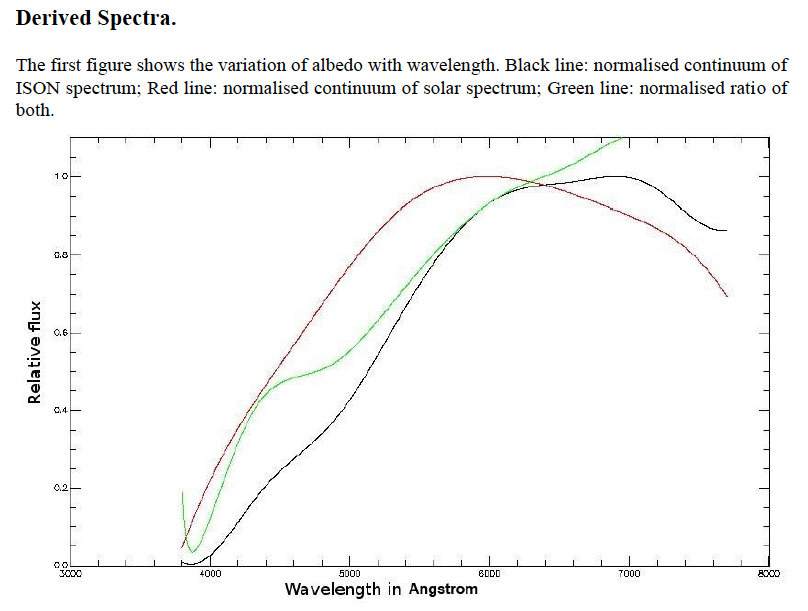 Derived Spectra.
The first figure shows the variation of albedo with wavelength. Black line: normalised continuum of
ISON spectrum; Red line: normalised continuum of solar spectrum; Green line: normalised ratio of
both.
1.0
0.8
0.6
0.4
0.2
0.0
Relative flux
3000 4000 5000 6000 7000 8000
Wavelength in Angstrom